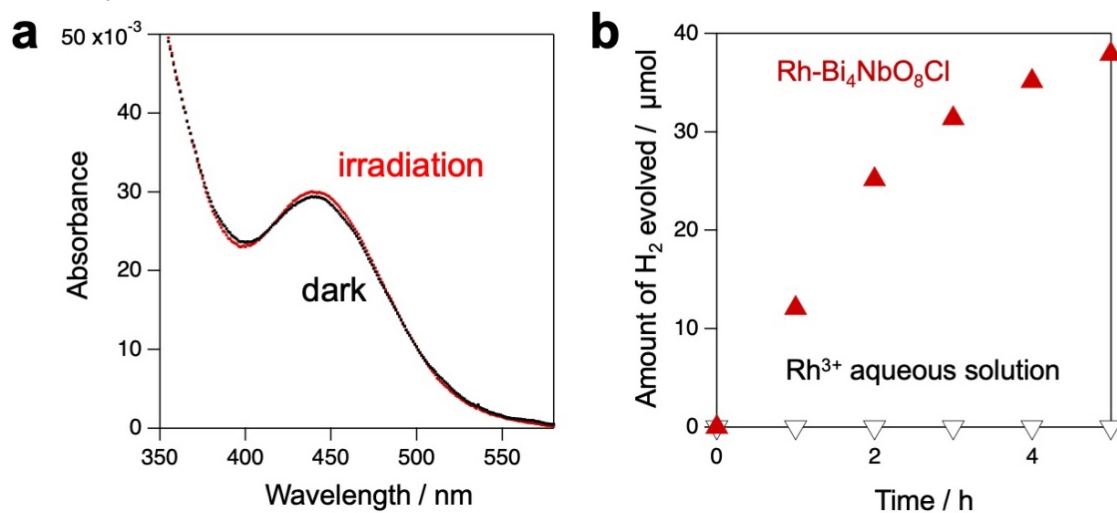 a
50 x10⁻³
40
30
20
10
0
Absorbance
irradiation
dark
350
400
450
500
550
Wavelength / nm
b
40
30
20
10
0
Amount of H₂ evolved / μmol
Rh-Bi₄NbO₈Cl
Rh³⁺ aqueous solution
0
2
4
Time / h